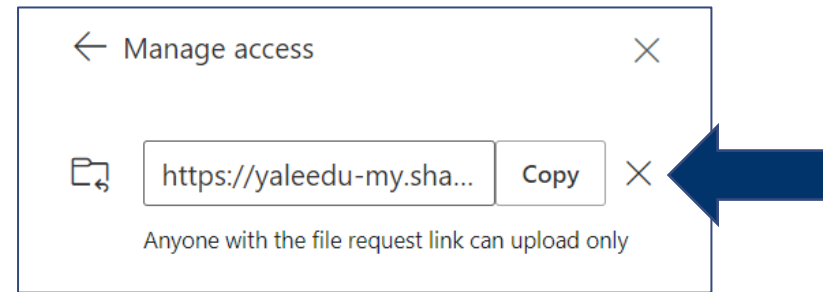 Manage access
https://yaleedu-my.sha... Copy
Anyone with the file request link can upload only